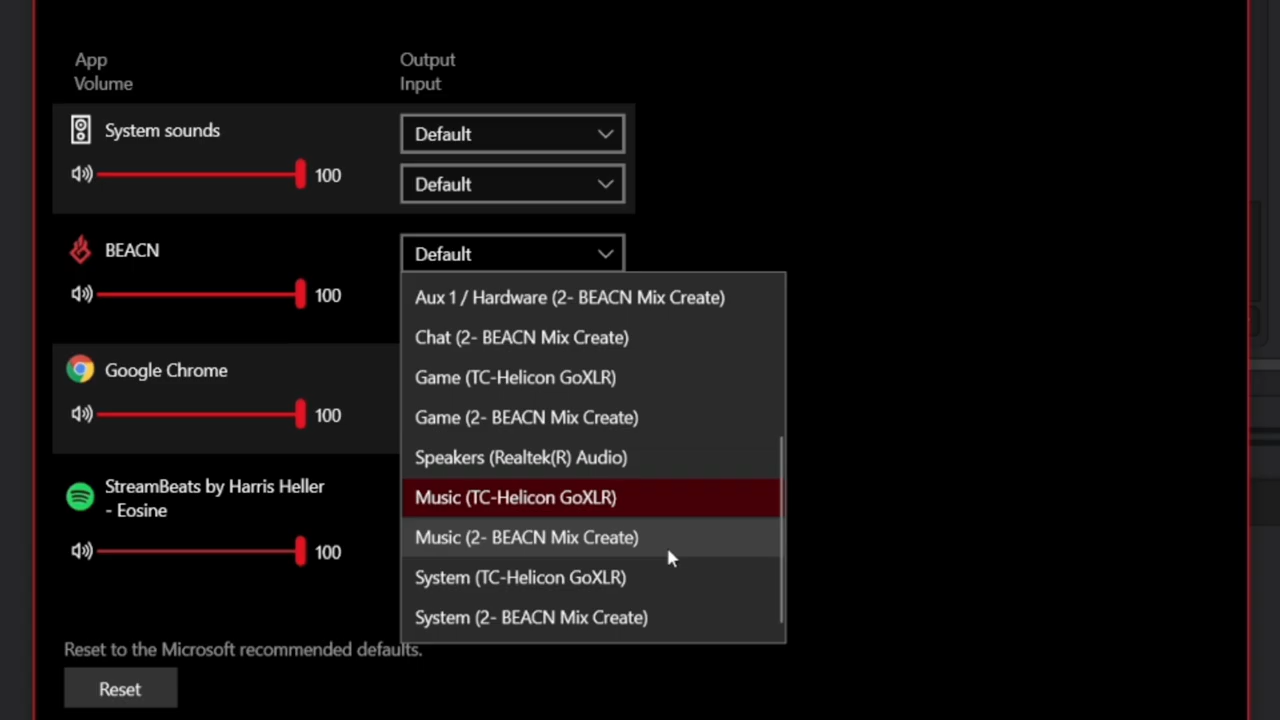 App
Volume
Output
Input
System sounds
100
Default
Default
BEACN
100
Default
Aux 1 / Hardware (2- BEACN Mix Create)
Chat (2- BEACN Mix Create)
Game (TC-Helicon GoXLR)
Game (2- BEACN Mix Create)
Speakers (Realtek(R) Audio)
Music (TC-Helicon GoXLR)
Music (2- BEACN Mix Create)
System (TC-Helicon GoXLR)
System (2- BEACN Mix Create)
Google Chrome
100
StreamBeats by Harris Heller
- Eosine
100
Reset to the Microsoft recommended defaults.
Reset